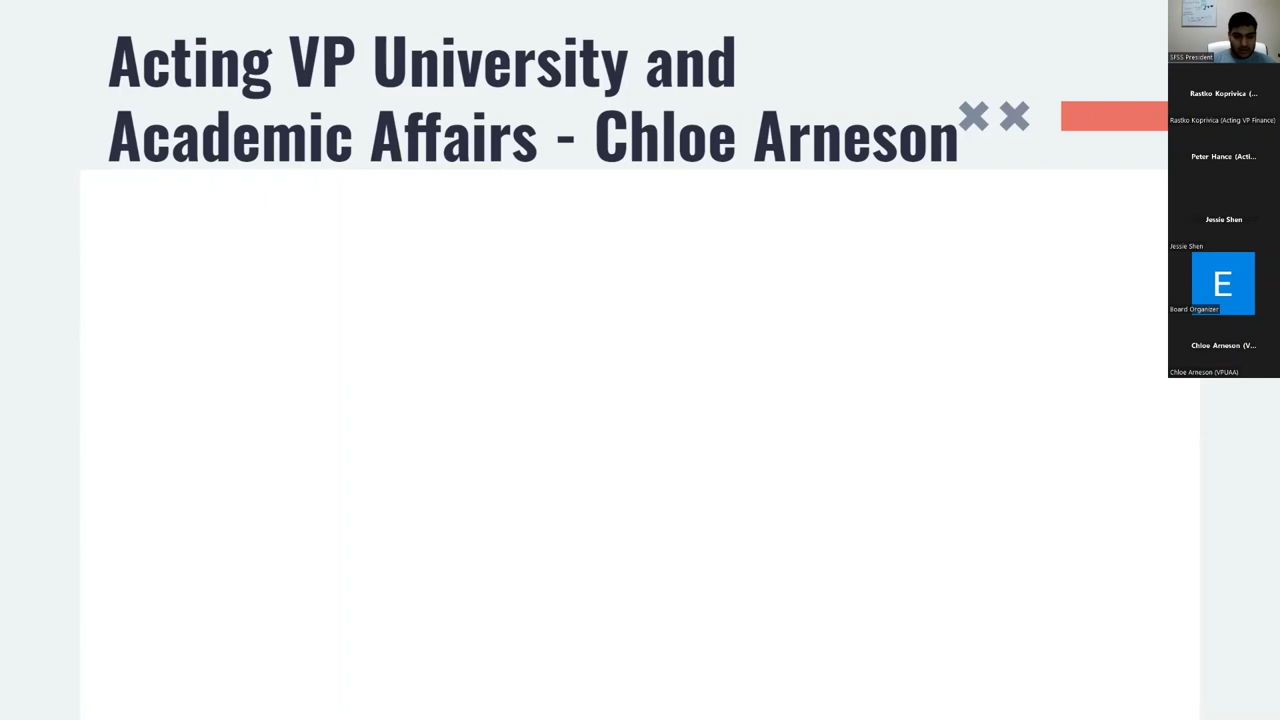 Acting VP University and
Academic Affairs - Chloe Arneson
SFSS President
Rastko Koprivica (...
Rastko Koprivica (Acting VP Finance)
Peter Hance (Acti...
Jessie Shen
Jessie Shen
E
Board Organizer
Chloe Arneson (V...
Chloe Arneson (VPUAA)